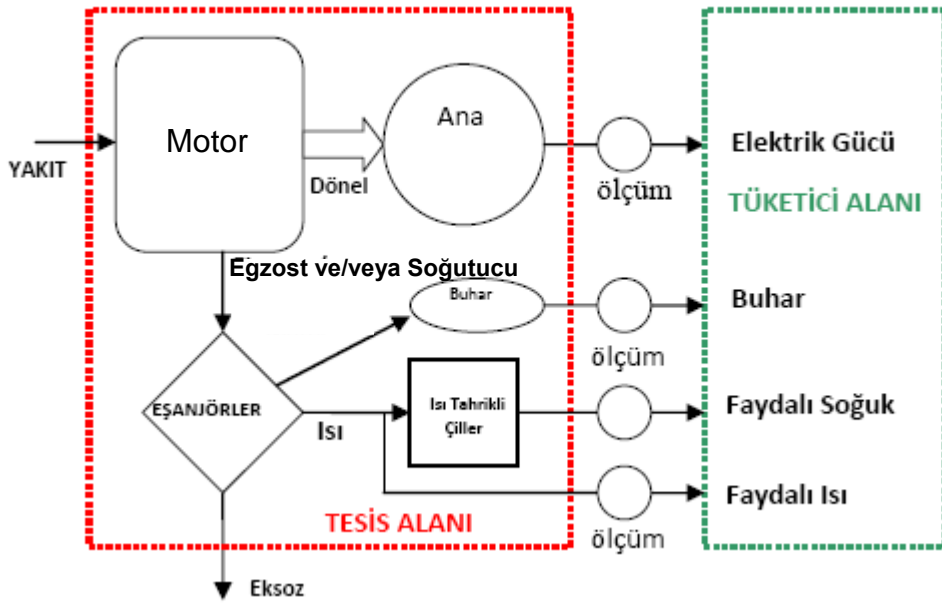 YAKIT
Motor
Dönel
Ana
ölçüm
Elektrik Gücü
TÜKETİCİ ALANI
Egzost ve/veya Soğutucu
Buhar
ölçüm
Buhar
EŞANJÖRLER
Isı
Isı Tahrikli
Çiller
Faydalı Soğuk
ölçüm
Faydalı Isı
TESİS ALANI
Eksoz